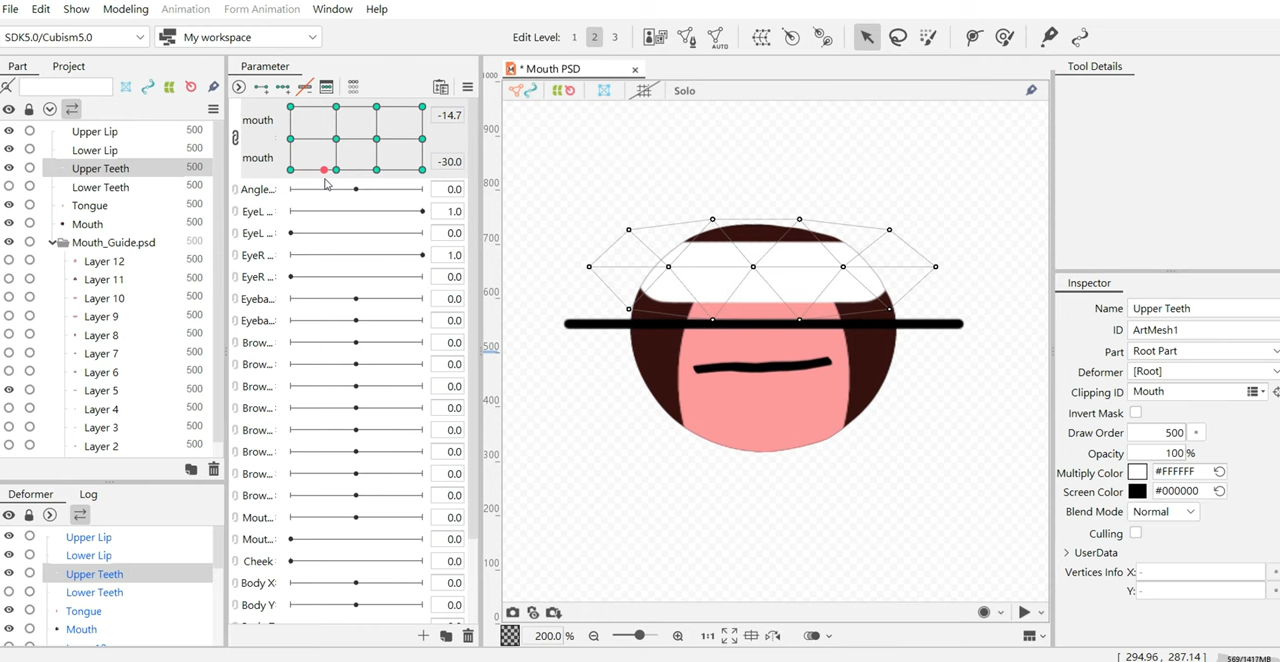 File Edit Show Modeling Animation Form Animation Window Help
SDK5.0/Cubism5.0 My workspace Edit Level: 1 2 3 AUTO
Part Project
Upper Lip 500
Lower Lip 500
Upper Teeth 500
Lower Teeth 500
Tongue 500
Mouth 500
Mouth_Guide.psd 500
Layer 12 500
Layer 11 500
Layer 10 500
Layer 9 500
Layer 8 500
Layer 7 500
Layer 6 500
Layer 5 500
Layer 4 500
Layer 3 500
Layer 2 500
Deformer Log
Upper Lip
Lower Lip
Upper Teeth
Lower Teeth
Tongue
Mouth
Parameter
mouth -14.7
mouth -30.0
Angle... 0.0
EyeL ... 1.0
EyeL ... 0.0
EyeR ... 1.0
EyeR ... 0.0
Eyeba... 0.0
Eyeba... 0.0
Brow... 0.0
Brow... 0.0
Brow... 0.0
Brow... 0.0
Brow... 0.0
Brow... 0.0
Brow... 0.0
Brow... 0.0
Mout... 0.0
Mout... 0.0
Cheek 0.0
Body X: 0.0
Body Y: 0.0
* Mouth PSD
Solo
1000
900
800
700
600
500
400
300
200
100
0
200.0 % 1:1
Tool Details
Inspector
Name Upper Teeth
ID ArtMesh1
Part Root Part
Deformer [Root]
Clipping ID Mouth
Invert Mask
Draw Order 500
Opacity 100 %
Multiply Color #FFFFFF
Screen Color #000000
Blend Mode Normal
Culling
UserData
Vertices Info X: -
Y: -
[ 294.96, 287.14 ] 569/1417MB